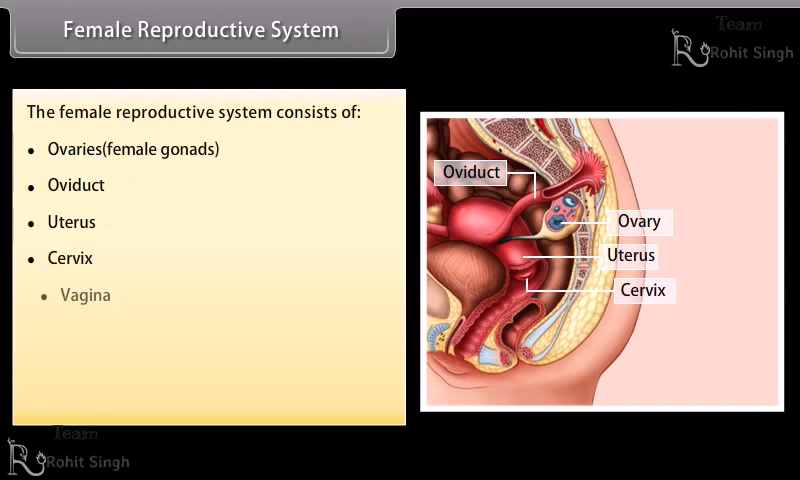 Female Reproductive System
Team
Rohit Singh
The female reproductive system consists of:
• Ovaries(female gonads)
• Oviduct
• Uterus
• Cervix
• Vagina
Oviduct
Ovary
Uterus
Cervix
Team
Rohit Singh